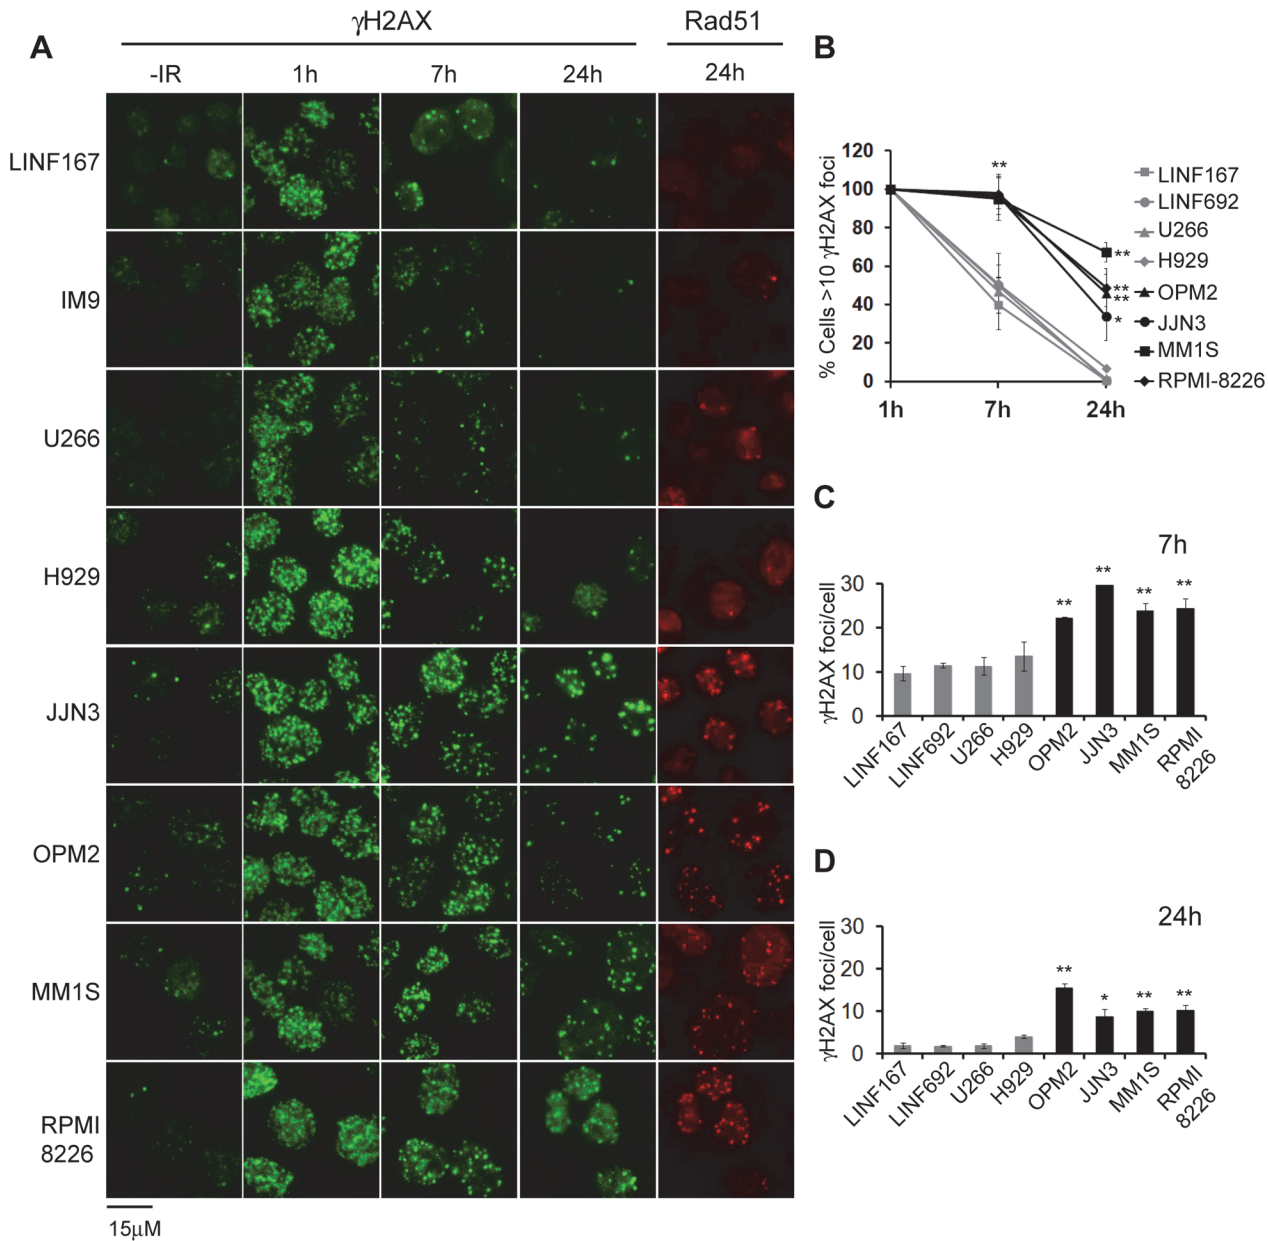 A
γH2AX
Rad51
-IR
1h
7h
24h
24h
LINF167
IM9
U266
H929
JJN3
OPM2
MM1S
RPMI
8226
15μM
B
% Cells >10 γH2AX foci
120
100
80
60
40
20
0
1h
7h
24h
**
**
**
**
*
LINF167
LINF692
U266
H929
OPM2
JJN3
MM1S
RPMI-8226
C
7h
γH2AX foci/cell
30
20
10
0
**
**
**
**
LINF167
LINF692
U266
H929
OPM2
JJN3
MM1S
RPMI
8226
D
24h
γH2AX foci/cell
30
20
10
0
**
*
**
**
LINF167
LINF692
U266
H929
OPM2
JJN3
MM1S
RPMI
8226